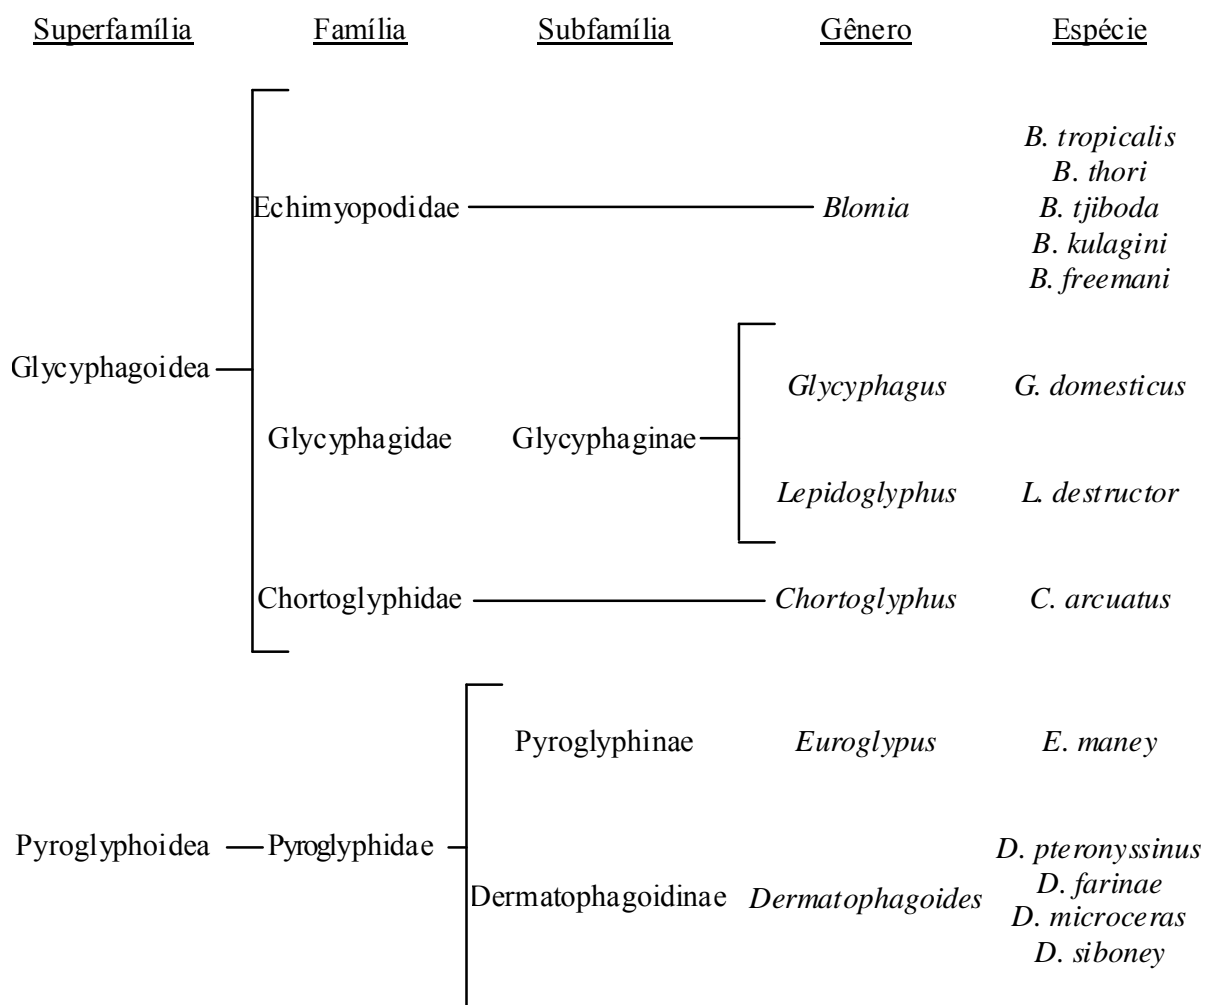 Superfamília Família Subfamília Gênero Espécie
B. tropicalis
B. thori
Echimyopodidae Blomia B. tjiboda
B. kulagini
B. freemani
Glycyphagoidea
Glycyphagus G. domesticus
Glycyphagidae Glycyphaginae
Lepidoglyphus L. destructor
Chortoglyphidae Chortoglyphus C. arcuatus
Pyroglyphinae Euroglypus E. maney
Pyroglyphoidea Pyroglyphidae
D. pteronyssinus
D. farinae
Dermatophagoidinae Dermatophagoides
D. microceras
D. siboney